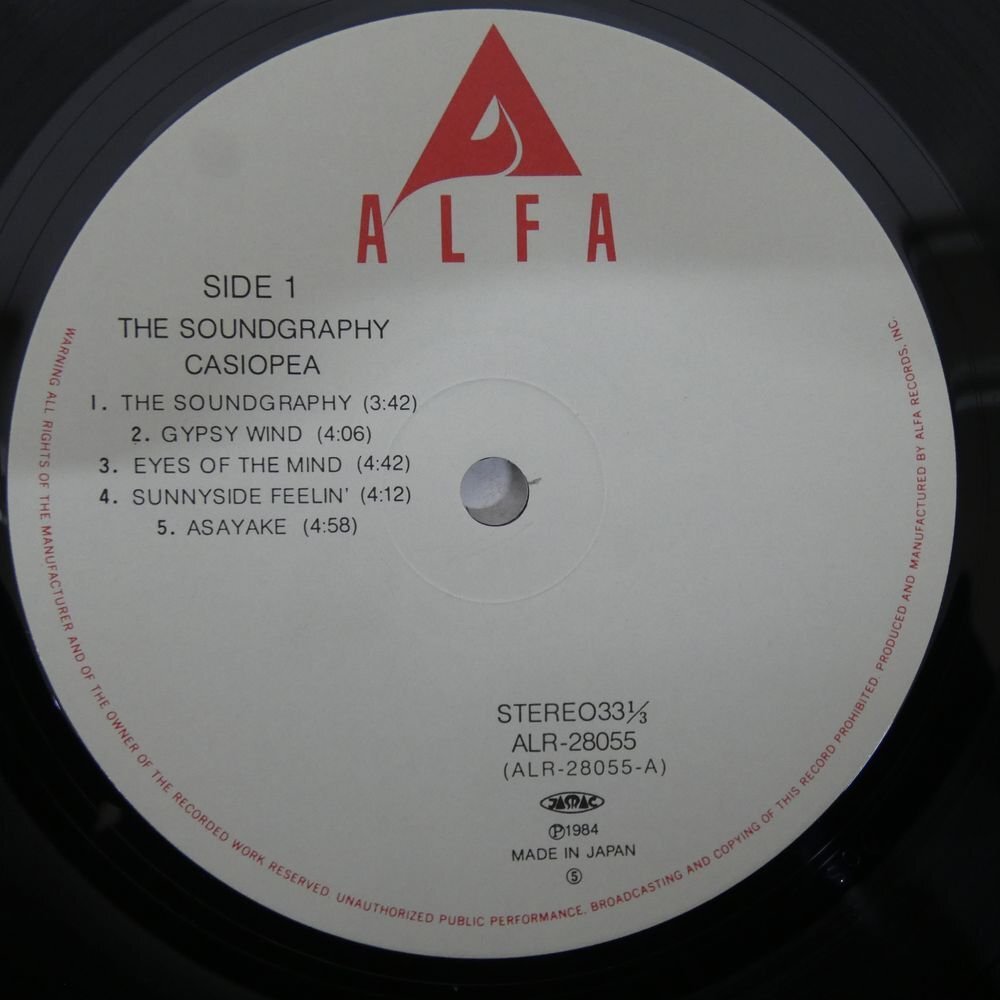 ALFA
SIDE 1
THE SOUNDGRAPHY
CASIOPEA
1. THE SOUNDGRAPHY (3:42)
2. GYPSY WIND (4:06)
3. EYES OF THE MIND (4:42)
4. SUNNYSIDE FEELIN' (4:12)
5. ASAYAKE (4:58)
STEREO33⅓
ALR-28055
(ALR-28055-A)
JASRAC
Ⓟ1984
MADE IN JAPAN
⑤
WARNING ALL RIGHTS OF THE MANUFACTURER AND OF THE OWNER OF THE RECORDED WORK RESERVED. UNAUTHORIZED PUBLIC PERFORMANCE, BROADCASTING AND COPYING OF THIS RECORD PROHIBITED. PRODUCED AND MANUFACTURED BY ALFA RECORDS, INC.